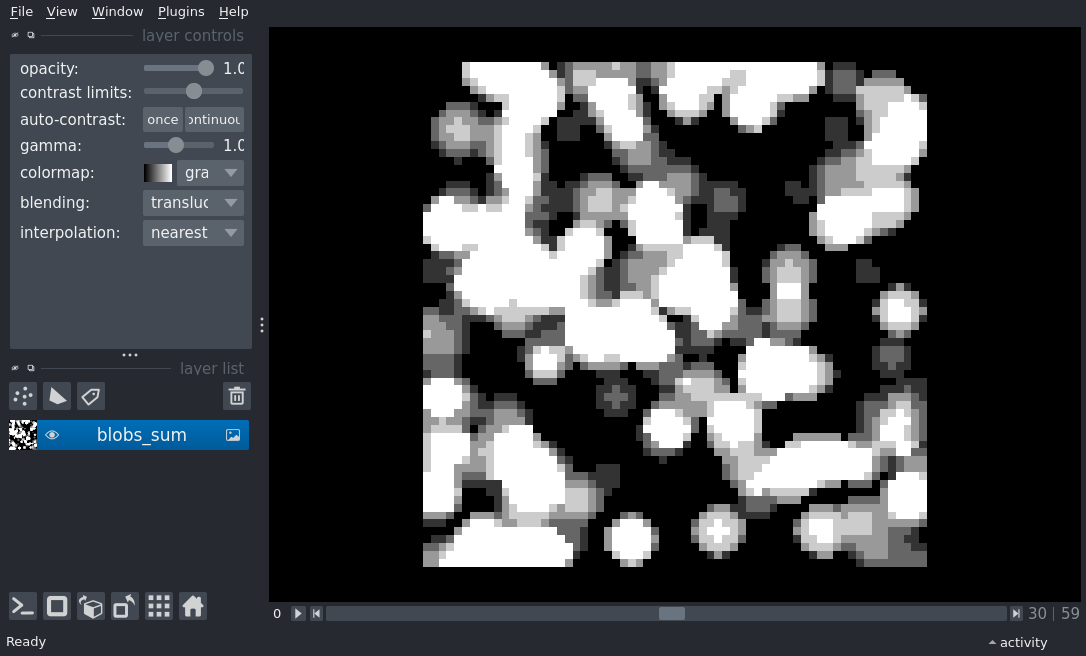 File View Window Plugins Help
layer controls
opacity: 1.0
contrast limits:
auto-contrast: once ontinuou
gamma: 1.0
colormap: gra
blending: transluc
interpolation: nearest
layer list
blobs_sum
0 30 | 59
Ready activity